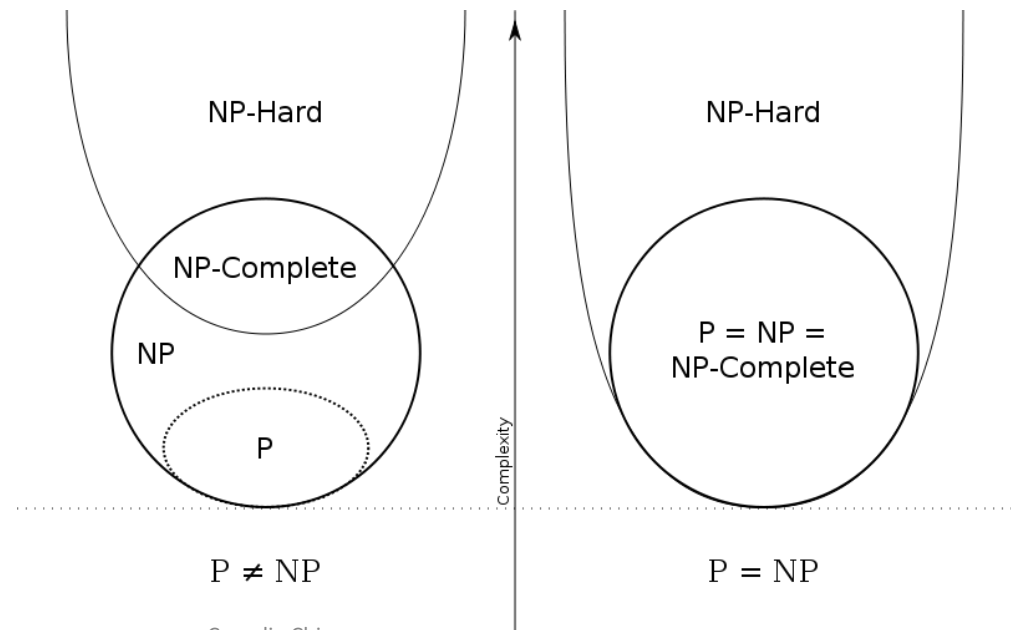 NP-Hard
NP-Complete
NP
P
P ≠ NP
Complexity
NP-Hard
P = NP =
NP-Complete
P = NP